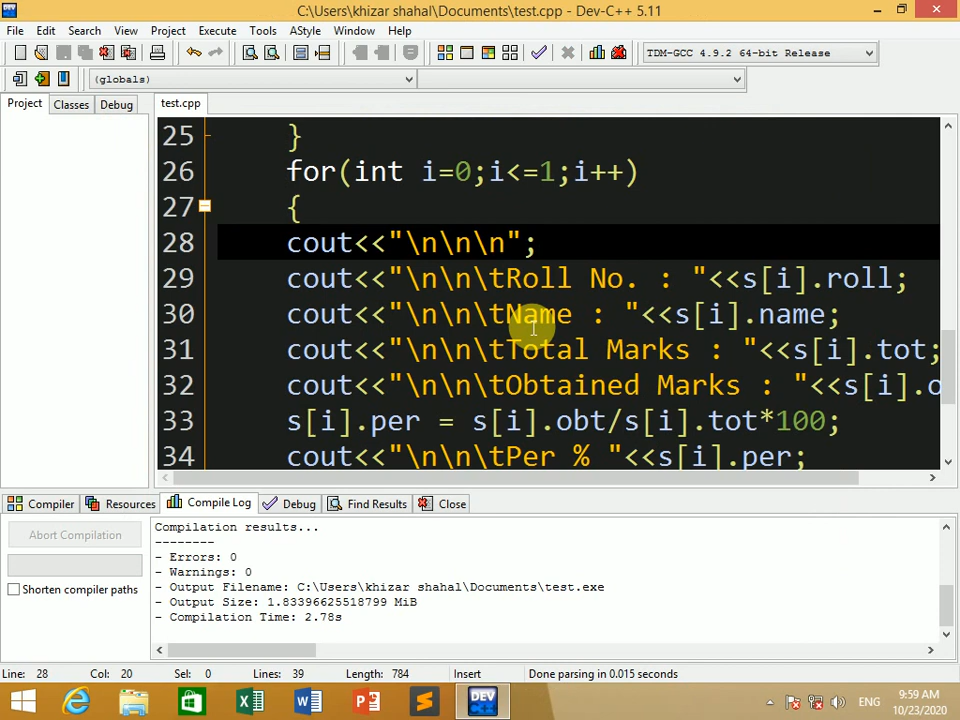 C:\Users\khizar shahal\Documents\test.cpp - Dev-C++ 5.11
File Edit Search View Project Execute Tools AStyle Window Help
TDM-GCC 4.9.2 64-bit Release
(globals)
Project Classes Debug test.cpp
25 }
26 for(int i=0;i<=1;i++)
27 {
28 cout<<"\n\n\n";
29 cout<<"\n\n\tRoll No. : "<<s[i].roll;
30 cout<<"\n\n\tName : "<<s[i].name;
31 cout<<"\n\n\tTotal Marks : "<<s[i].tot;
32 cout<<"\n\n\tObtained Marks : "<<s[i].o
33 s[i].per = s[i].obt/s[i].tot*100;
34 cout<<"\n\n\tPer % "<<s[i].per;
Compiler Resources Compile Log Debug Find Results Close
Abort Compilation
Shorten compiler paths
Compilation results...
--------
- Errors: 0
- Warnings: 0
- Output Filename: C:\Users\khizar shahal\Documents\test.exe
- Output Size: 1.83396625518799 MiB
- Compilation Time: 2.78s
Line: 28 Col: 20 Sel: 0 Lines: 39 Length: 784 Insert Done parsing in 0.015 seconds
DEV
ENG
9:59 AM
10/23/2020